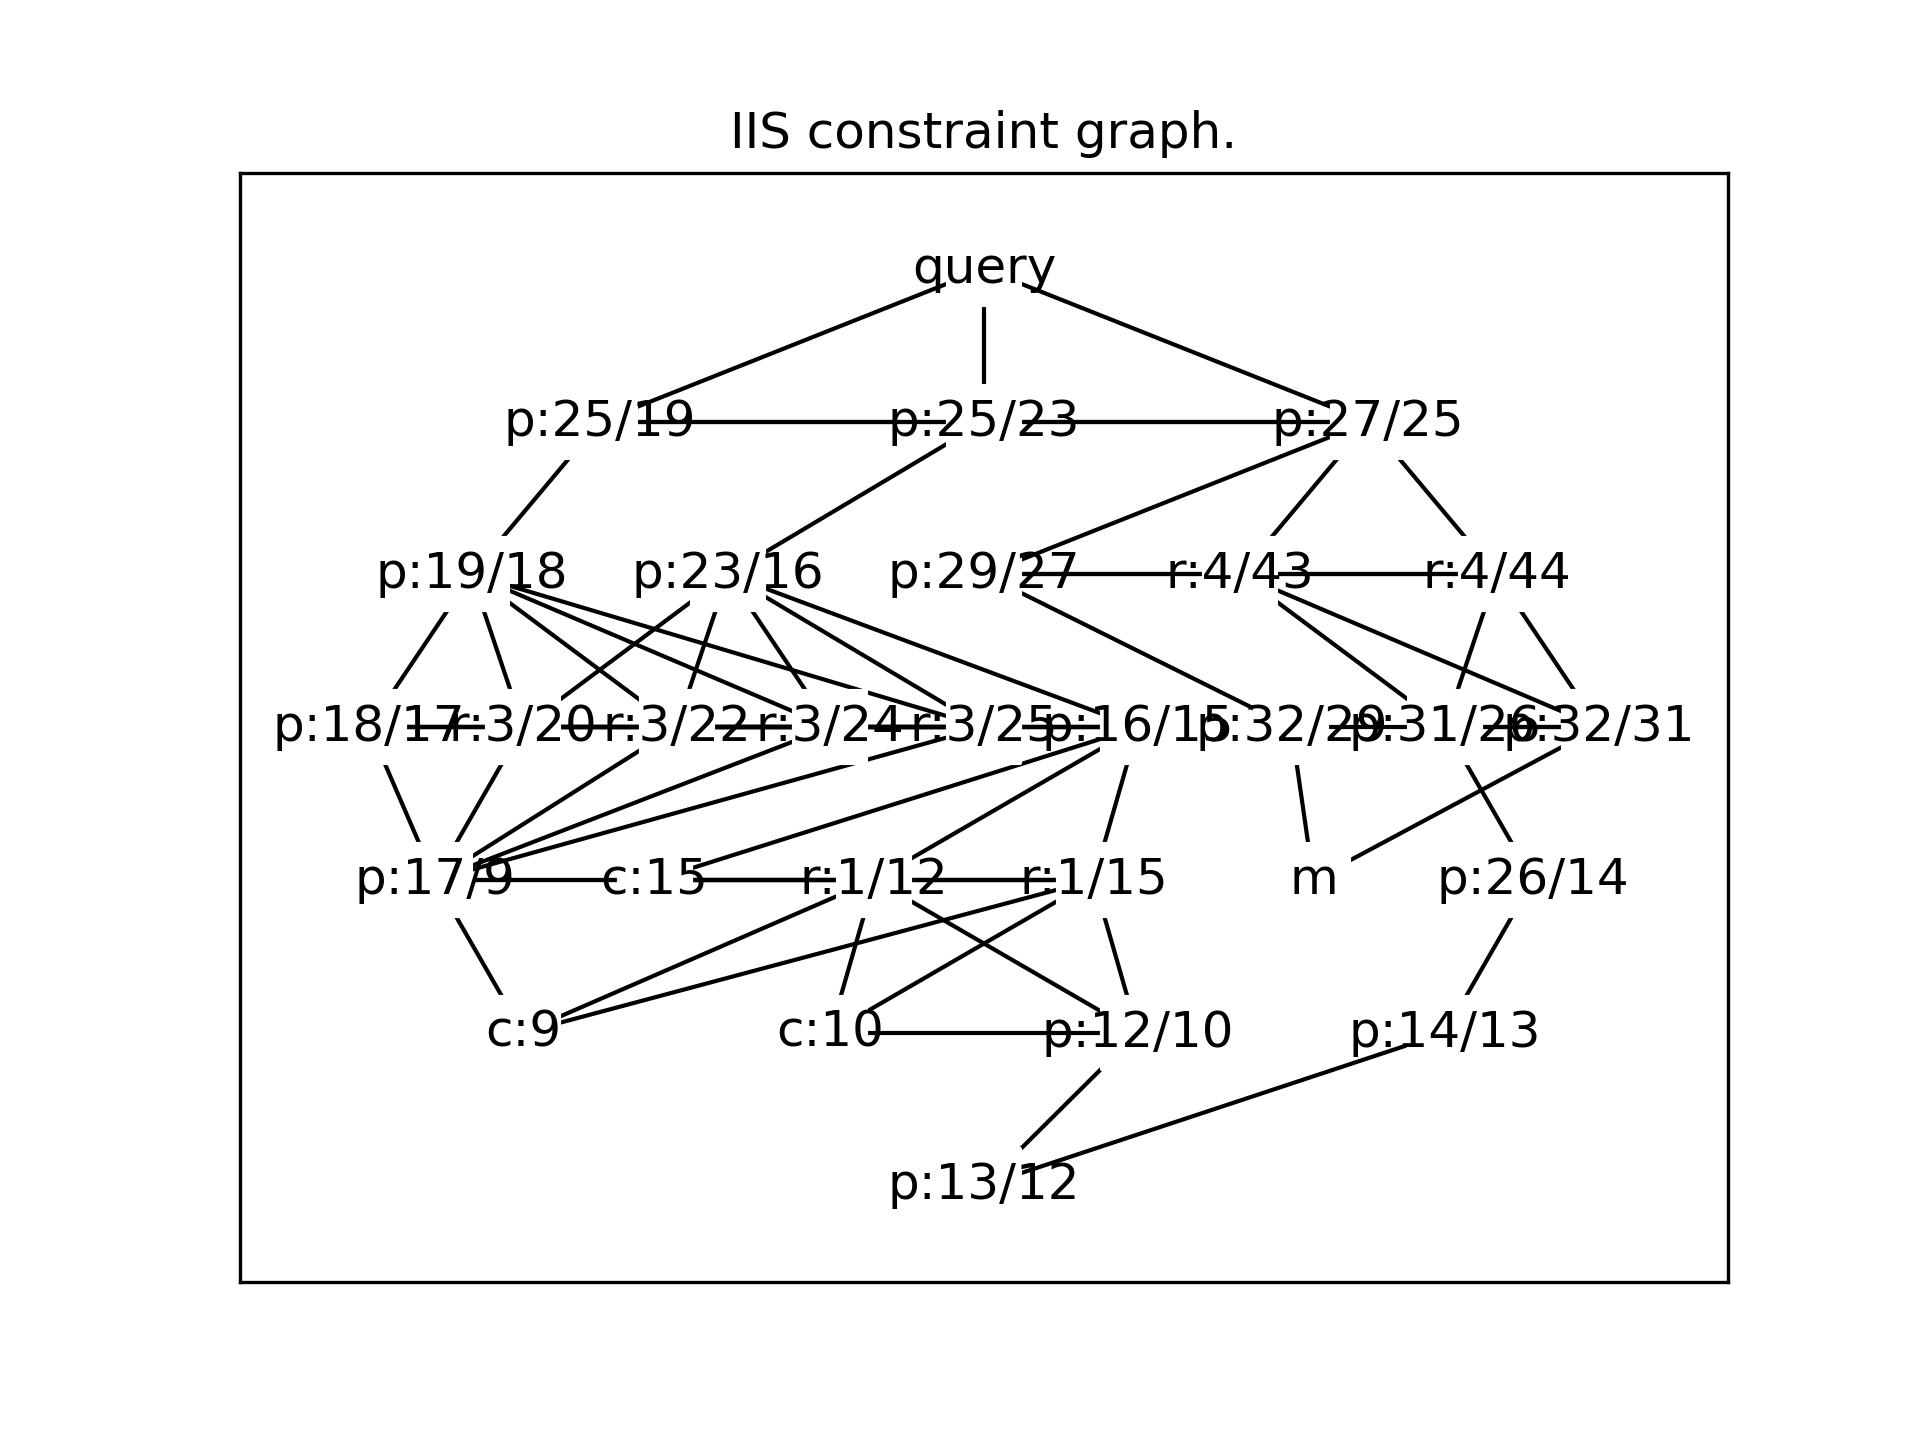 IIS constraint graph.
query
p:25/19 p:25/23 p:27/25
p:19/18 p:23/16 p:29/27 r:4/43 r:4/44
p:18/17 r:3/20 r:3/22 r:3/24 r:3/25 p:16/15 p:32/29 p:31/26 p:32/31
p:17/9 c:15 r:1/12 r:1/15 m p:26/14
c:9 c:10 p:12/10 p:14/13
p:13/12